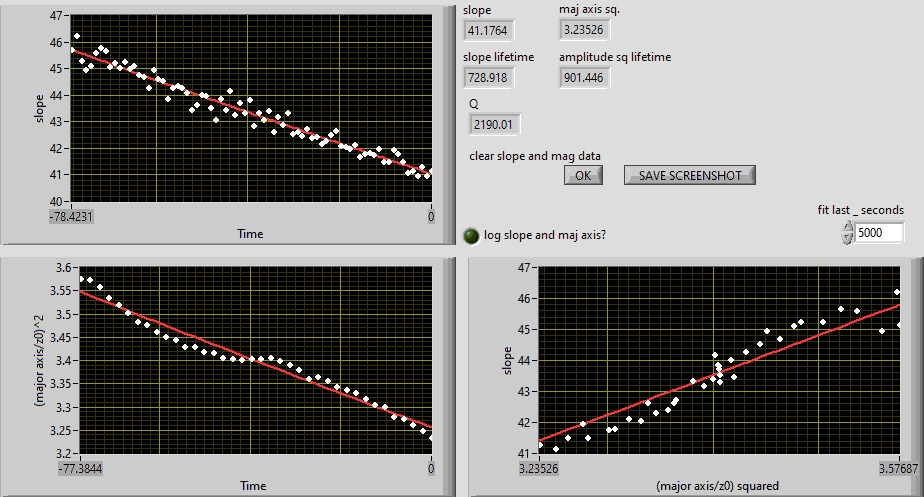 47
46
45
44
43
42
41
40
slope
-78.4231
0
Time
slope
maj axis sq.
41.1764
3.23526
slope lifetime
amplitude sq lifetime
728.918
901.446
Q
2190.01
clear slope and mag data
OK
SAVE SCREENSHOT
fit last _ seconds
5000
log slope and maj axis?
3.6
3.55
3.5
3.45
3.4
3.35
3.3
3.25
3.2
(major axis/z0))^2
-77.3844
0
Time
47
46
45
44
43
42
41
slope
3.23526
3.57687
(major axis/z0) squared